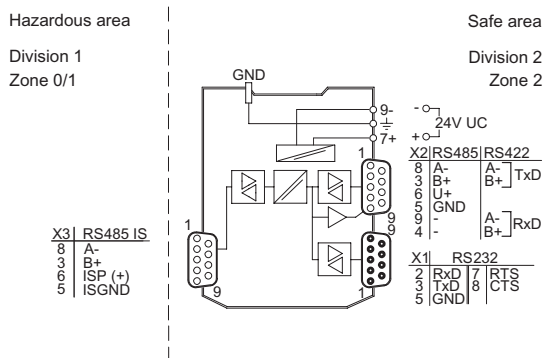 Hazardous area
Safe area
Division 1
Division 2
Zone 0/1
Zone 2
GND
9-
7+
- 
24V UC
+
1
X2 RS485 RS422
8 A- A- TxD
3 B+ B+
6 U+
5 GND
9 - A- RxD
4 - B+
9
9
1
X1 RS232
2 RxD 7 RTS
3 TxD 8 CTS
5 GND
X3 RS485 IS
8 A-
3 B+
6 ISP (+)
5 ISGND
1
9